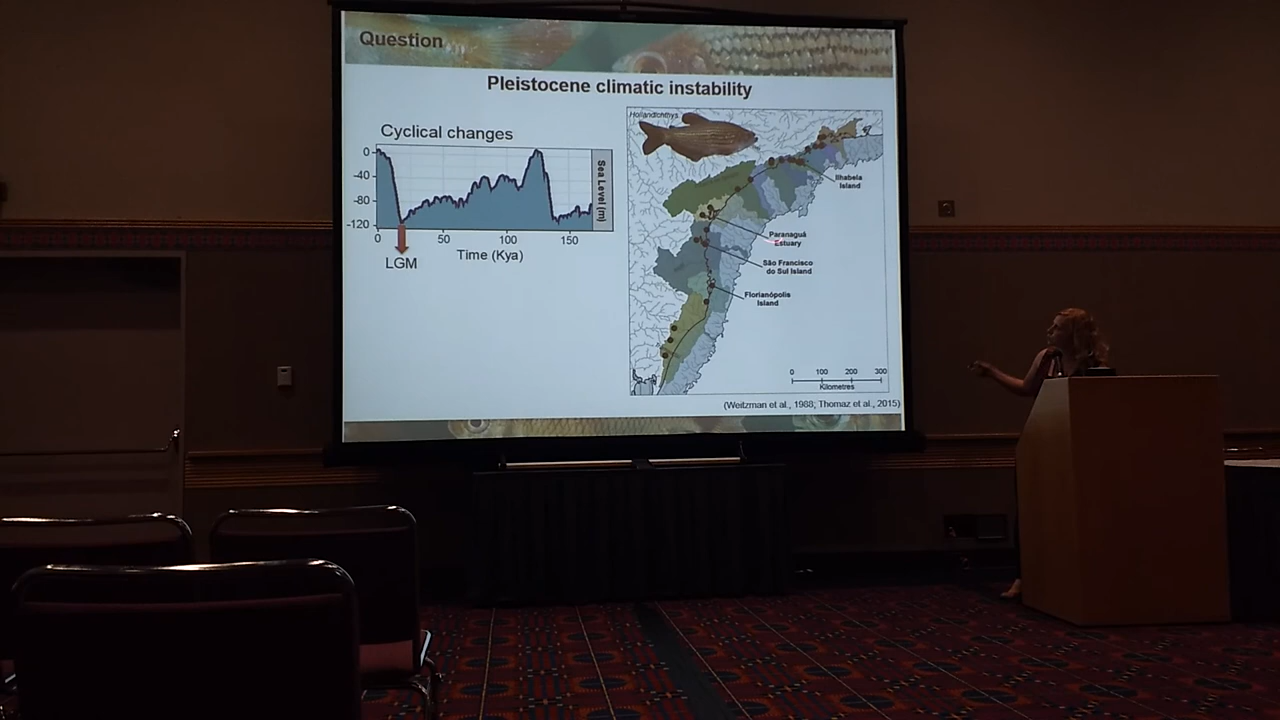 Question
Pleistocene climatic instability
Cyclical changes
0
-40
-80
-120
0
50
100
150
Sea Level (m)
Time (Kya)
LGM
Hollandichthys
Ilhabela
Island
Paranaguá
Estuary
São Francisco
do Sul Island
Florianópolis
Island
0
100
200
300
Kilometres
(Weitzman et al., 1988; Thomaz et al., 2015)